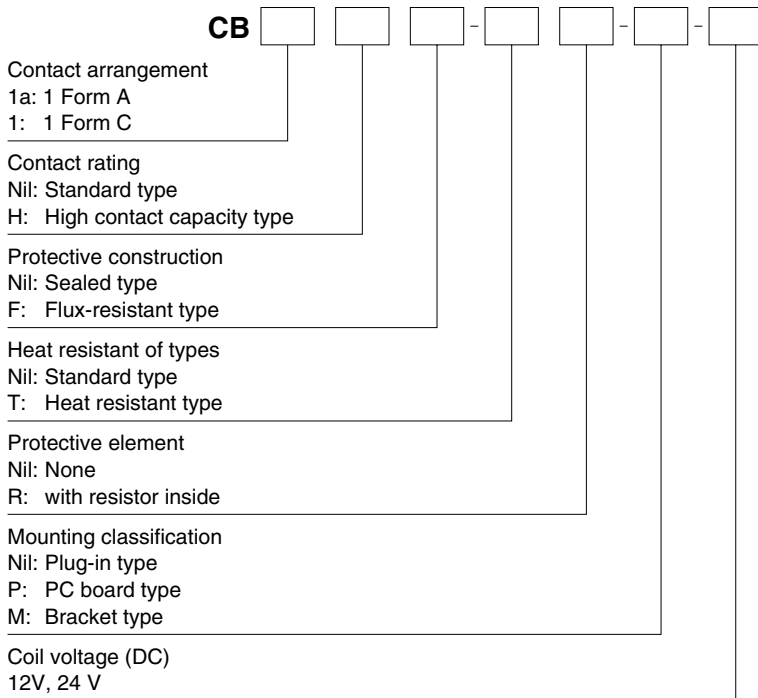 CB - - -
Contact arrangement
1a: 1 Form A
1: 1 Form C
Contact rating
Nil: Standard type
H: High contact capacity type
Protective construction
Nil: Sealed type
F: Flux-resistant type
Heat resistant of types
Nil: Standard type
T: Heat resistant type
Protective element
Nil: None
R: with resistor inside
Mounting classification
Nil: Plug-in type
P: PC board type
M: Bracket type
Coil voltage (DC)
12V, 24 V